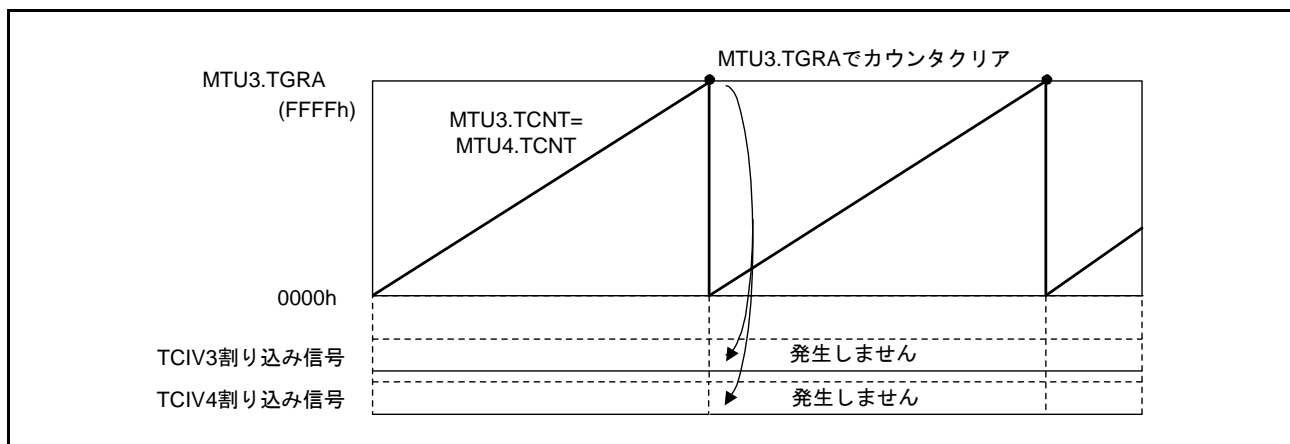 MTU3.TGRAでカウンタクリア
MTU3.TGRA
(FFFFh)
MTU3.TCNT=
MTU4.TCNT
0000h
TCIV3割り込み信号
発生しません
TCIV4割り込み信号
発生しません